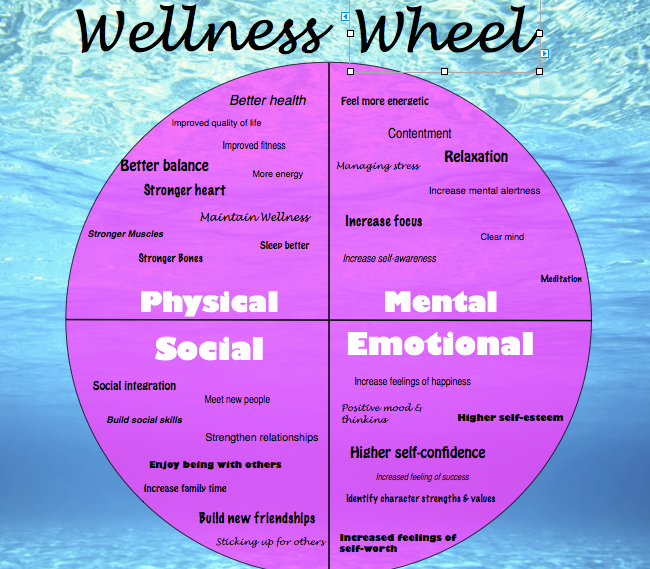 Wellness Wheel
Better health
Improved quality of life
Improved fitness
Better balance
More energy
Stronger heart
Maintain Wellness
Stronger Muscles
Sleep better
Stronger Bones
Physical
Feel more energetic
Contentment
Relaxation
Managing stress
Increase mental alertness
Increase focus
Clear mind
Increase self-awareness
Meditation
Mental
Social
Social integration
Meet new people
Build social skills
Strengthen relationships
Enjoy being with others
Increase family time
Build new friendships
Sticking up for others
Emotional
Increase feelings of happiness
Positive mood &
thinking
Higher self-esteem
Higher self-confidence
Increased feeling of success
Identify character strengths & values
Increased feelings of
self-worth